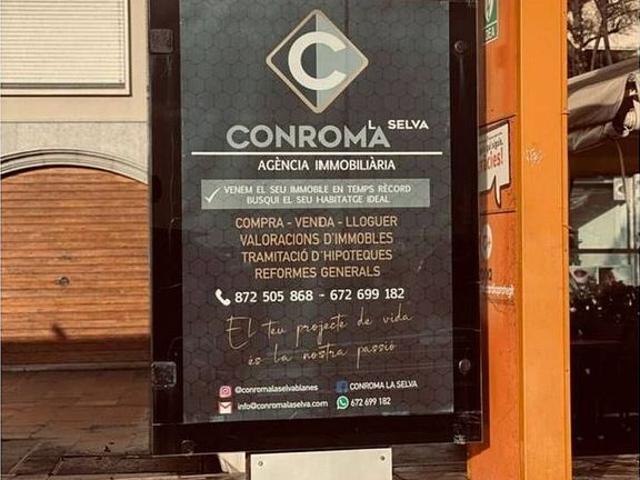 C
CONROMA LA SELVA
AGÈNCIA IMMOBILIÀRIA
VENEM EL SEU IMMOBLE EN TEMPS RÈCORD
BUSQUI EL SEU HABITATGE IDEAL
COMPRA - VENDA - LLOGUER
VALORACIONS D'IMMOBLES
TRAMITACIÓ D'HIPOTEQUES
REFORMES GENERALS
872 505 868 - 672 699 182
El teu projecte de vida
és la nostra passió
@conromalaselvablanes
CONROMA LA SELVA
info@conromalaselva.com
672 699 182